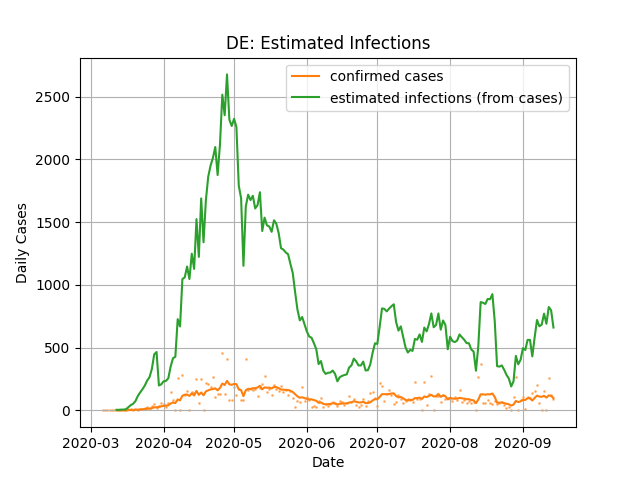 DE: Estimated Infections
confirmed cases
estimated infections (from cases)
Daily Cases
2500
2000
1500
1000
500
0
2020-03 2020-04 2020-05 2020-06 2020-07 2020-08 2020-09
Date